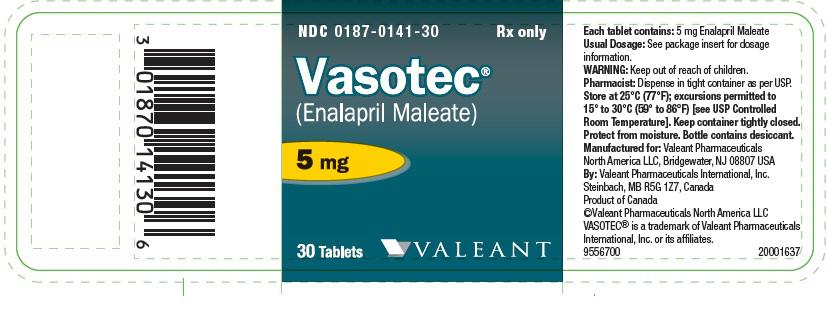 3 01870 14130 6
NDC 0187-0141-30 Rx only
Vasotec®
(Enalapril Maleate)
5 mg
30 Tablets VALEANT
Each tablet contains: 5 mg Enalapril Maleate
Usual Dosage: See package insert for dosage
information.
WARNING: Keep out of reach of children.
Pharmacist: Dispense in tight container as per USP.
Store at 25°C (77°F); excursions permitted to
15° to 30°C (59° to 86°F) [see USP Controlled
Room Temperature]. Keep container tightly closed.
Protect from moisture. Bottle contains desiccant.
Manufactured for: Valeant Pharmaceuticals
North America LLC, Bridgewater, NJ 08807 USA
By: Valeant Pharmaceuticals International, Inc.
Steinbach, MB R5G 1Z7, Canada
Product of Canada
©Valeant Pharmaceuticals North America LLC
VASOTEC® is a trademark of Valeant Pharmaceuticals
International, Inc. or its affiliates.
9556700 20001637